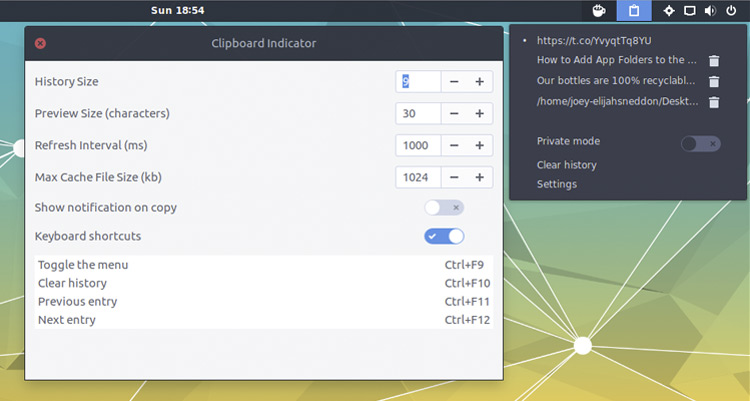 Sun 18:54
Clipboard Indicator
History Size 9
Preview Size (characters) 30
Refresh Interval (ms) 1000
Max Cache File Size (kb) 1024
Show notification on copy
Keyboard shortcuts
Toggle the menu Ctrl+F9
Clear history Ctrl+F10
Previous entry Ctrl+F11
Next entry Ctrl+F12
• https://t.co/YvyqtTq8YU
How to Add App Folders to the ...
Our bottles are 100% recyclabl...
/home/joey-elijahsneddon/Deskt...
Private mode
Clear history
Settings